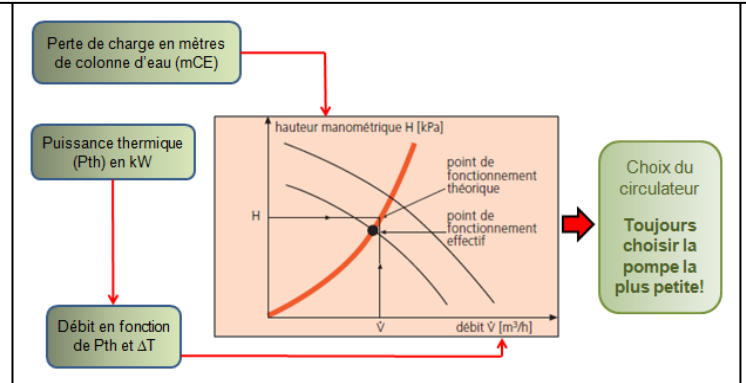 Perte de charge en mètres
de colonne d'eau (mCE)
Puissance thermique
(Pth) en kW
Débit en fonction
de Pth et ΔT
hauteur manométrique H [kPa]
point de
fonctionnement
théorique
point de
fonctionnement
effectif
H
V̇
débit V̇ [m³/h]
Choix du
circulateur
Toujours
choisir la
pompe la
plus petite!